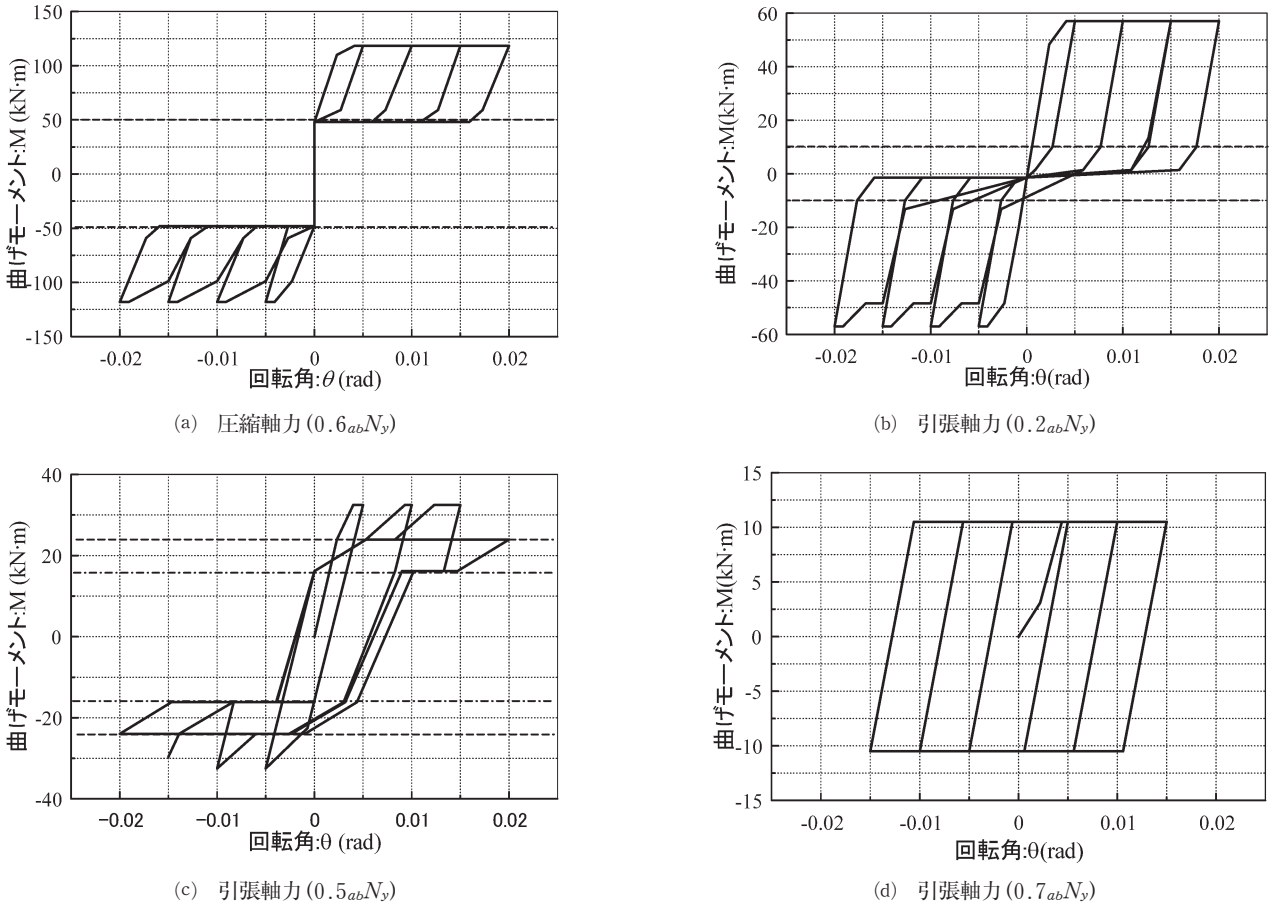 150
100
50
0
-50
-100
-150
-0.02 -0.01 0 0.01 0.02
曲げモーメント:M (kN·m)
回転角:θ (rad)
(a) 圧縮軸力(0.6abNy)
60
40
20
0
-20
-40
-60
-0.02 -0.01 0 0.01 0.02
曲げモーメント:M(kN·m)
回転角:θ(rad)
(b) 引張軸力(0.2abNy)
40
20
0
-20
-40
−0.02 −0.01 0 0.01 0.02
曲げモーメント:M (kN·m)
回転角:θ (rad)
(c) 引張軸力(0.5abNy)
15
10
5
0
-5
-10
-15
-0.02 -0.01 0 0.01 0.02
曲げモーメント:M(kN·m)
回転角:θ(rad)
(d) 引張軸力(0.7abNy)